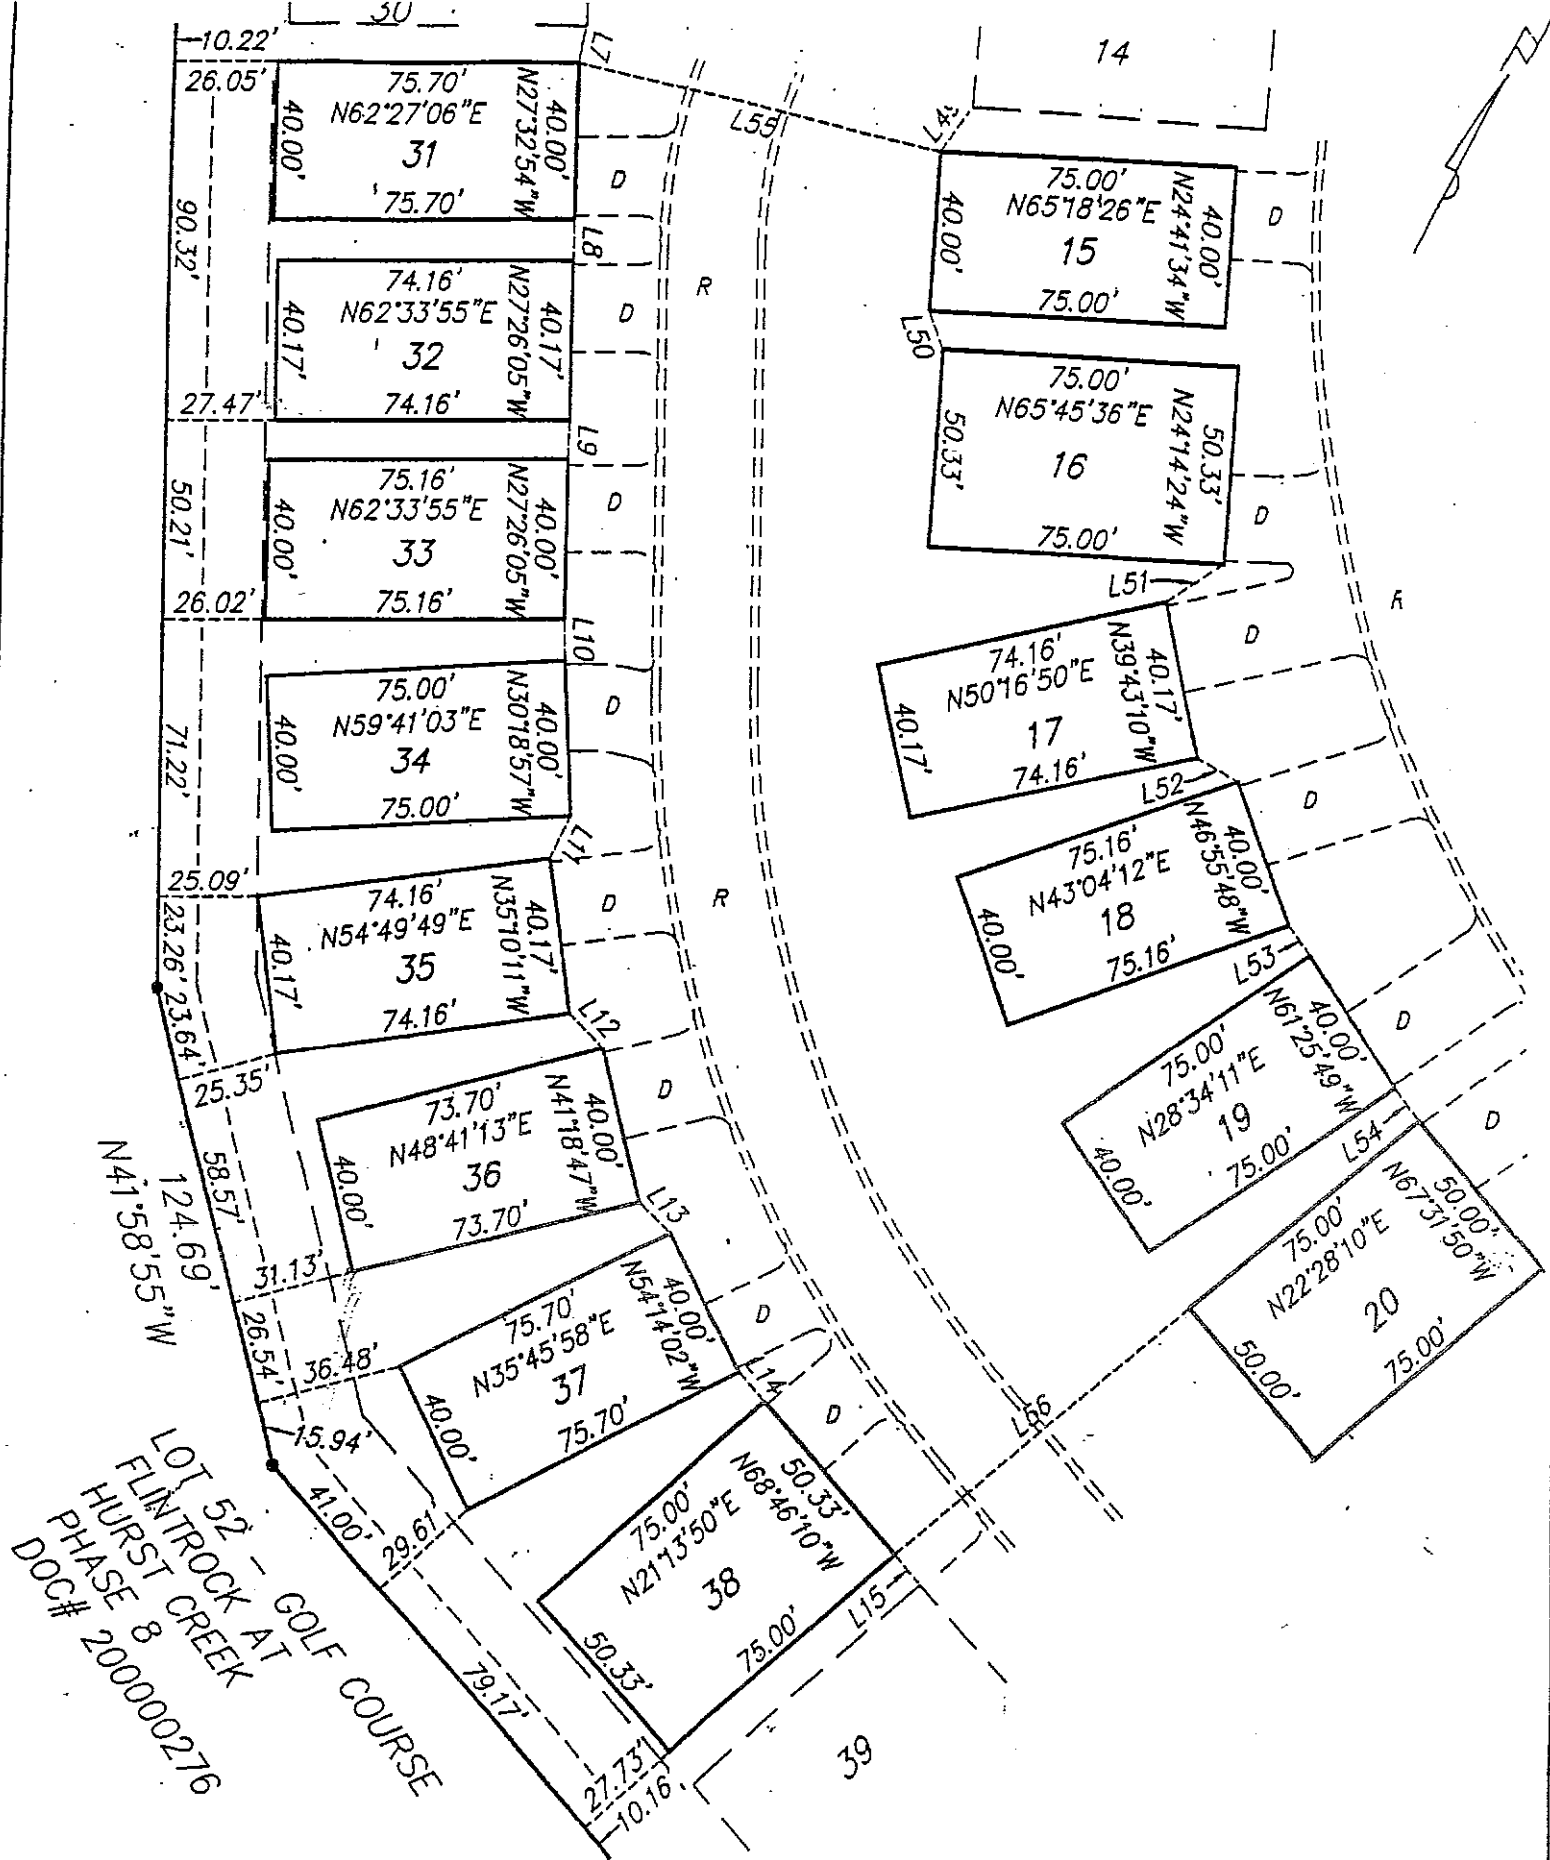 30
14
10.22'
L7
26.05'
75.70'
N62°27'06"E
31
75.70'
40.00'
40.00'
N27°32'54"W
L55
D
L8
90.32'
74.16'
N62°33'55"E
32
74.16'
40.17'
40.17'
N27°26'05"W
D
R
27.47'
L9
50.21'
75.16'
N62°33'55"E
33
75.16'
40.00'
40.00'
N27°26'05"W
D
26.02'
L10
71.22'
75.00'
N59°41'03"E
34
75.00'
40.00'
40.00'
N30°18'57"W
D
L11
25.09'
23.26'
74.16'
N54°49'49"E
35
74.16'
40.17'
40.17'
N35°10'11"W
D
R
L12
23.64'
25.35'
73.70'
N48°41'13"E
36
73.70'
40.00'
40.00'
N41°18'47"W
D
L13
58.57'
124.69'
N41°58'55"W
31.13'
75.70'
N35°45'58"E
37
75.70'
40.00'
40.00'
N54°14'02"W
D
L14
26.54'
36.48'
15.94'
41.00'
29.61'
75.00'
N21°13'50"E
38
75.00'
50.33'
50.33'
N68°46'10"W
D
L15
79.17'
27.73'
10.16'
39
LOT 52 - GOLF COURSE
FLINTROCK AT
HURST CREEK
PHASE 8
DOC# 200000276
75.00'
N65°18'26"E
15
75.00'
40.00'
40.00'
N24°41'34"W
D
L50
75.00'
N65°45'36"E
16
75.00'
50.33'
50.33'
N24°14'24"W
D
L51
74.16'
N50°16'50"E
17
74.16'
40.17'
40.17'
N39°43'10"W
D
R
L52
75.16'
N43°04'12"E
18
75.16'
40.00'
40.00'
N46°55'48"W
D
L53
75.00'
N28°34'11"E
19
75.00'
40.00'
40.00'
N61°25'49"W
D
L54
75.00'
N22°28'10"E
20
75.00'
50.00'
50.00'
N67°31'50"W
D
L56